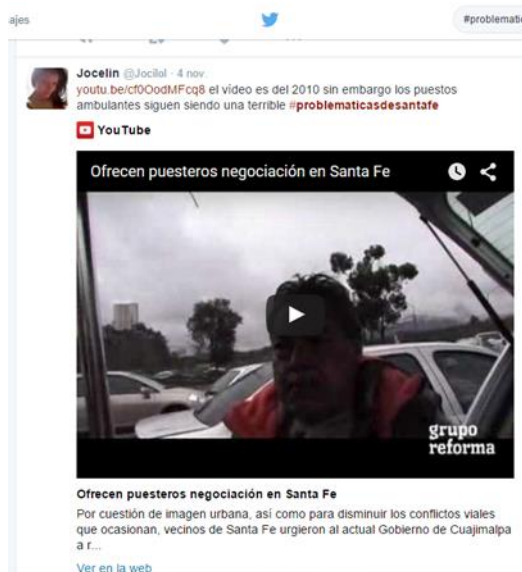 ajes
#problematic
Jocelin @Jocilol · 4 nov.
youtu.be/cf0OodMFcq8 el vídeo es del 2010 sin embargo los puestos
ambulantes siguen siendo una terrible #problematicasdesantafe
YouTube
Ofrecen puesteros negociación en Santa Fe
grupo
reforma
Ofrecen puesteros negociación en Santa Fe
Por cuestión de imagen urbana, así como para disminuir los conflictos viales
que ocasionan, vecinos de Santa Fe urgieron al actual Gobierno de Cuajimalpa
a r...
Ver en la web